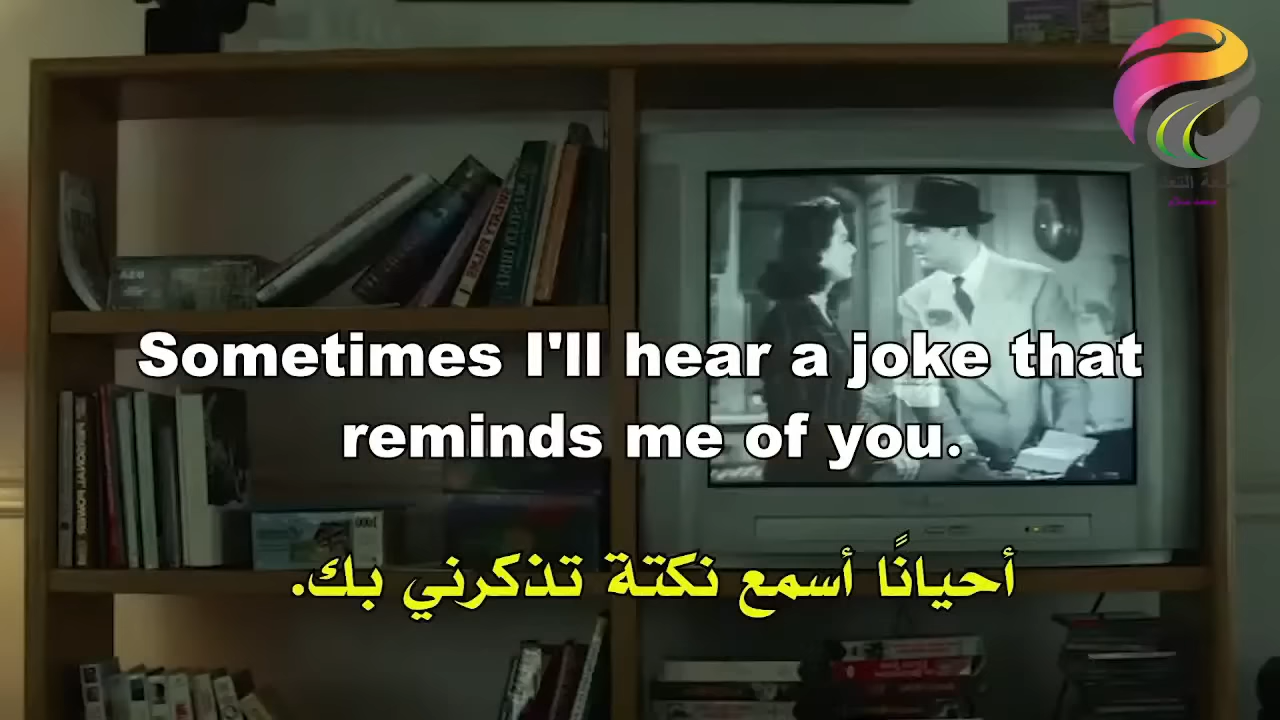 Sometimes I'll hear a joke that
reminds me of you.
أحيانًا أسمع نكتة تذكرني بك.